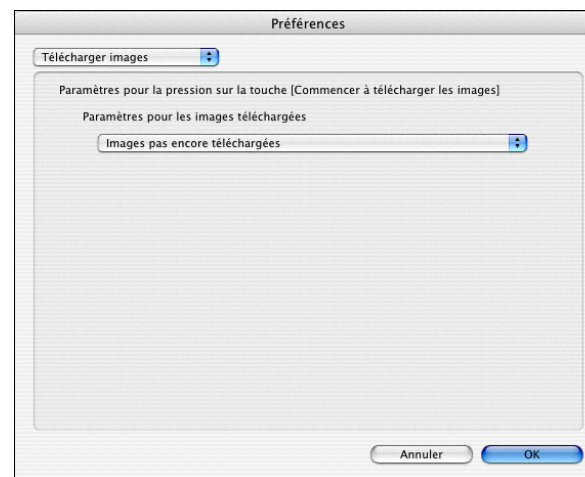 Préférences
Télécharger images
Paramètres pour la pression sur la touche [Commencer à télécharger les images]
Paramètres pour les images téléchargées
Images pas encore téléchargées
Annuler
OK